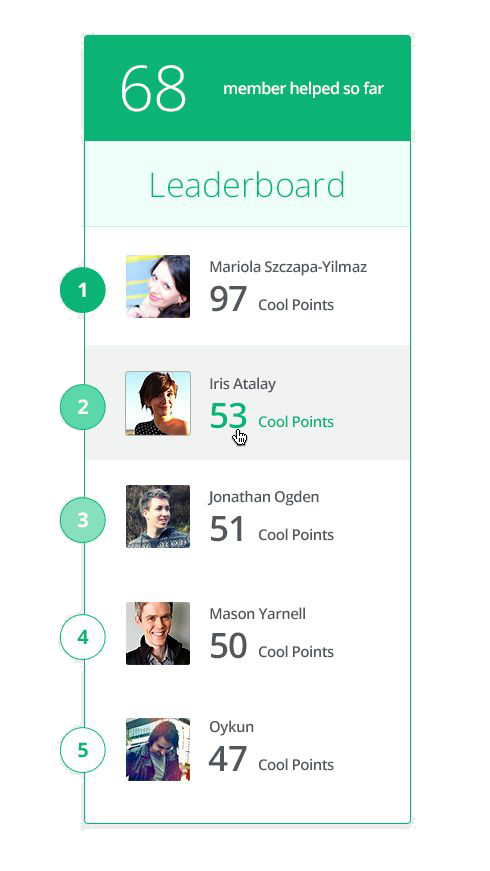 68 member helped so far
Leaderboard
1
Mariola Szczapa-Yilmaz
97 Cool Points
2
Iris Atalay
53 Cool Points
3
Jonathan Ogden
51 Cool Points
4
Mason Yarnell
50 Cool Points
5
Oykun
47 Cool Points